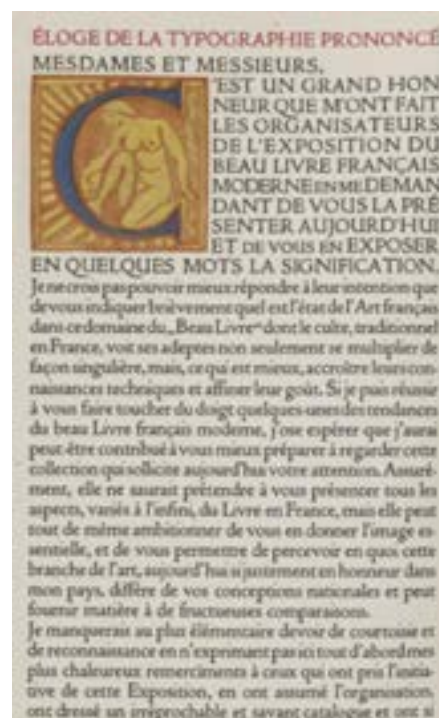 ÉLOGE DE LA TYPOGRAPHIE PRONONCÉ
MESDAMES ET MESSIEURS,
C'EST UN GRAND HON
NEUR QUE M'ONT FAIT
LES ORGANISATEURS
DE L'EXPOSITION DU
BEAU LIVRE FRANÇAIS
MODERNE EN ME DEMAN
DANT DE VOUS LA PRÉ
SENTER AUJOURD'HUI
ET DE VOUS EN EXPOSER
EN QUELQUES MOTS LA SIGNIFICATION.
Je ne crois pas pouvoir mieux répondre à leur intention que
de vous indiquer brièvement quel est l'état de l'Art français
dans ce domaine du „Beau Livre“ dont le culte, traditionnel
en France, voit ses adeptes non seulement se multiplier de
façon singulière, mais, ce qui est mieux, accroître leurs con-
naissances techniques et affiner leur goût. Si je puis réussir
à vous faire toucher du doigt quelques-unes des tendances
du beau Livre français moderne, j'ose espérer que j'aurai
peut-être contribué à vous mieux préparer à regarder cette
collection qui sollicite aujourd'hui votre attention. Assuré-
ment, elle ne saurait prétendre à vous présenter tous les
aspects, variés à l'infini, du Livre en France, mais elle peut
tout de même ambitionner de vous en donner l'image es-
sentielle, et de vous permettre de percevoir en quoi cette
branche de l'art, aujourd'hui si justement en honneur dans
mon pays, diffère de vos conceptions nationales et peut
fournir matière à de fructueuses comparaisons.
Je manquerais au plus élémentaire devoir de courtoisie et
de reconnaissance en n'exprimant pas ici tout d'abord mes
plus chaleureux remerciments à ceux qui ont pris l'initia-
tive de cette Exposition, en ont assumé l'organisation,
ont dressé un irréprochable et savant catalogue et ont si